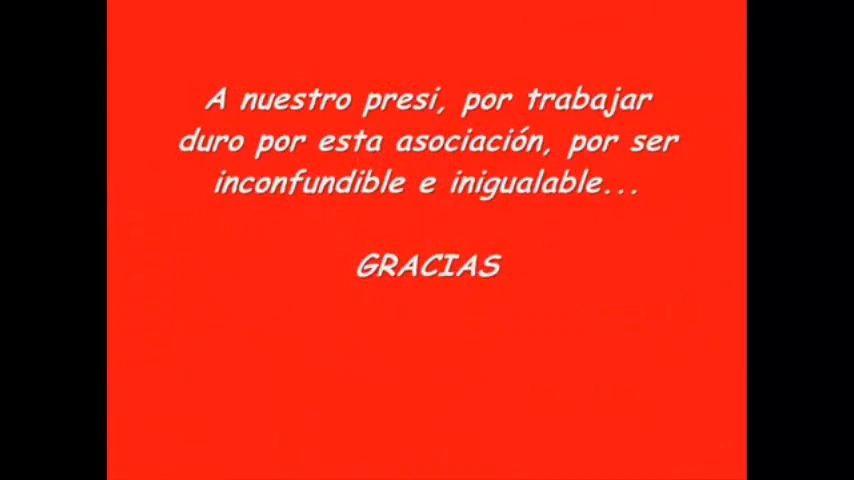 A nuestro presi, por trabajar
duro por esta asociación, por ser
inconfundible e inigualable...
GRACIAS